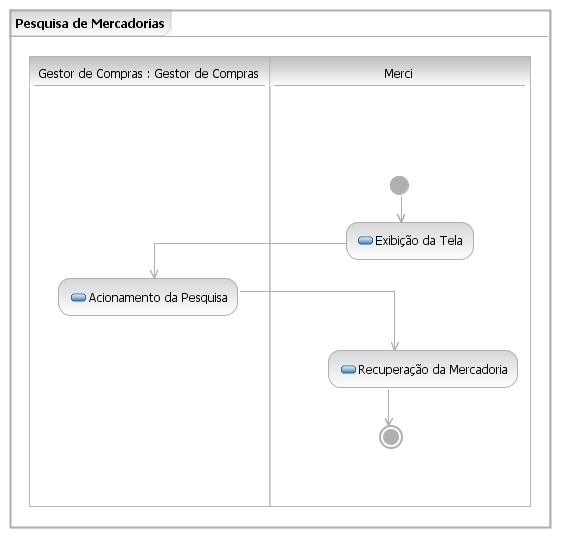 Pesquisa de Mercadorias
Gestor de Compras : Gestor de Compras
Merci
Exibição da Tela
Acionamento da Pesquisa
Recuperação da Mercadoria